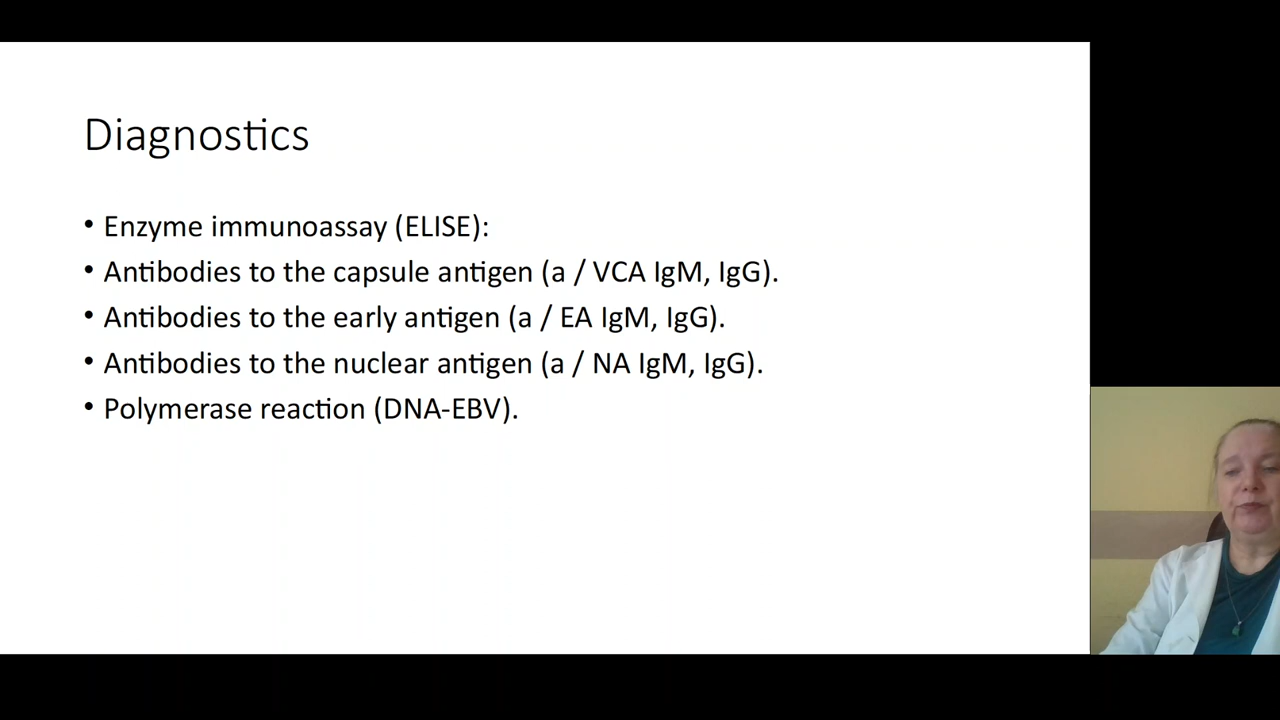 Diagnostics
• Enzyme immunoassay (ELISE):
• Antibodies to the capsule antigen (a / VCA IgM, IgG).
• Antibodies to the early antigen (a / EA IgM, IgG).
• Antibodies to the nuclear antigen (a / NA IgM, IgG).
• Polymerase reaction (DNA-EBV).